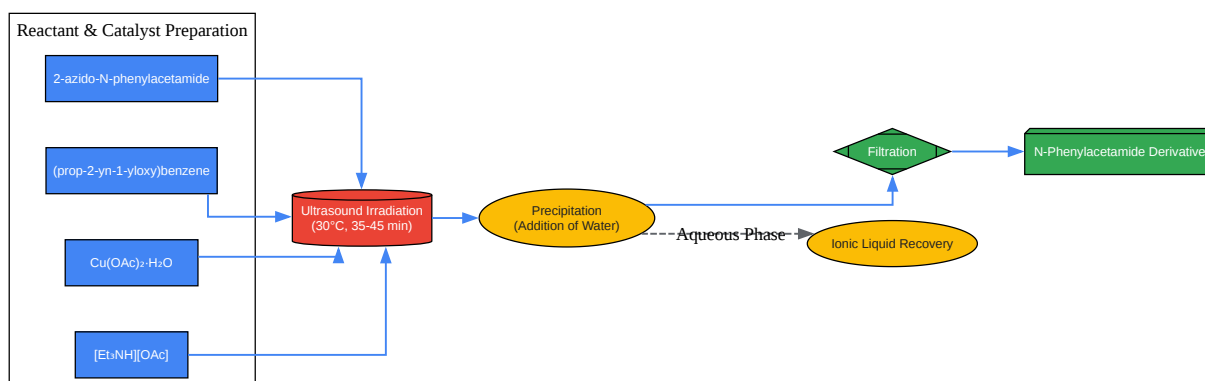 Reactant & Catalyst Preparation
2-azido-N-phenylacetamide
(prop-2-yn-1-yloxy)benzene
Cu(OAc)₂·H₂O
[Et₃NH][OAc]
Ultrasound Irradiation
(30°C, 35-45 min)
Precipitation
(Addition of Water)
Aqueous Phase
Filtration
Ionic Liquid Recovery
N-Phenylacetamide Derivative